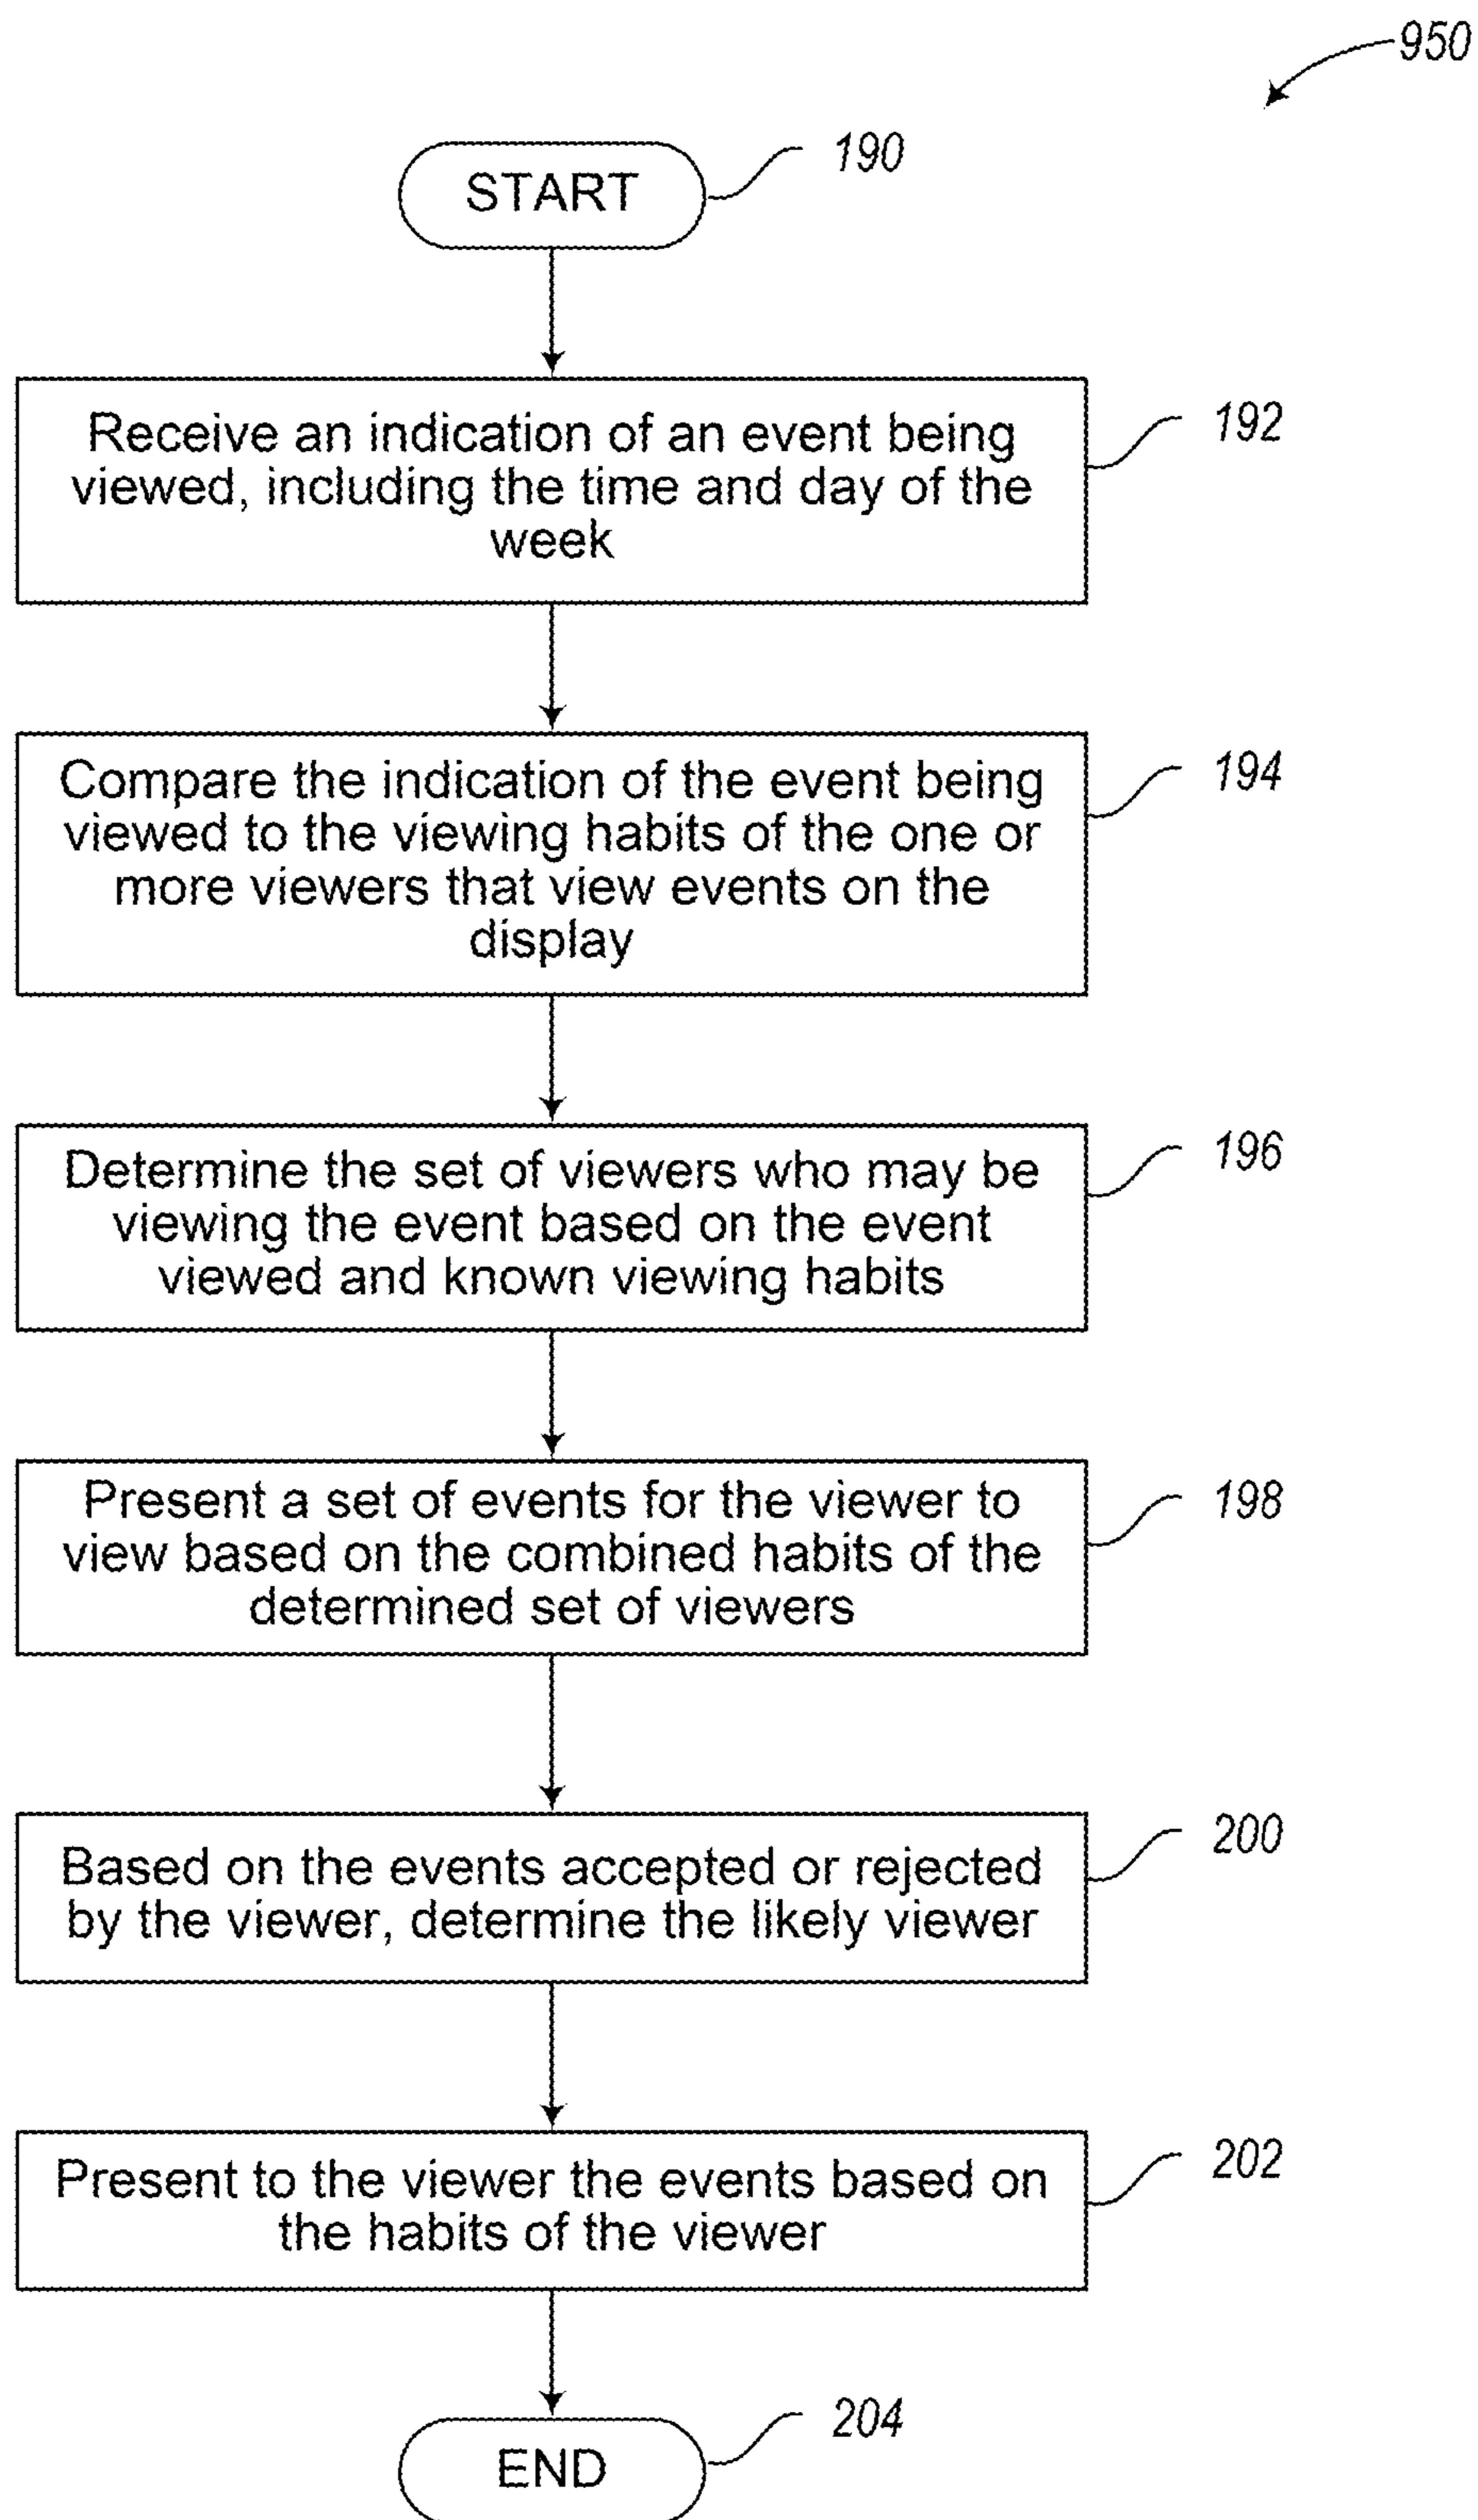 950
START
190
Receive an indication of an event being
viewed, including the time and day of the
week
192
Compare the indication of the event being
viewed to the viewing habits of the one or
more viewers that view events on the
display
194
Determine the set of viewers who may be
viewing the event based on the event
viewed and known viewing habits
196
Present a set of events for the viewer to
view based on the combined habits of the
determined set of viewers
198
Based on the events accepted or rejected
by the viewer, determine the likely viewer
200
Present to the viewer the events based on
the habits of the viewer
202
END
204